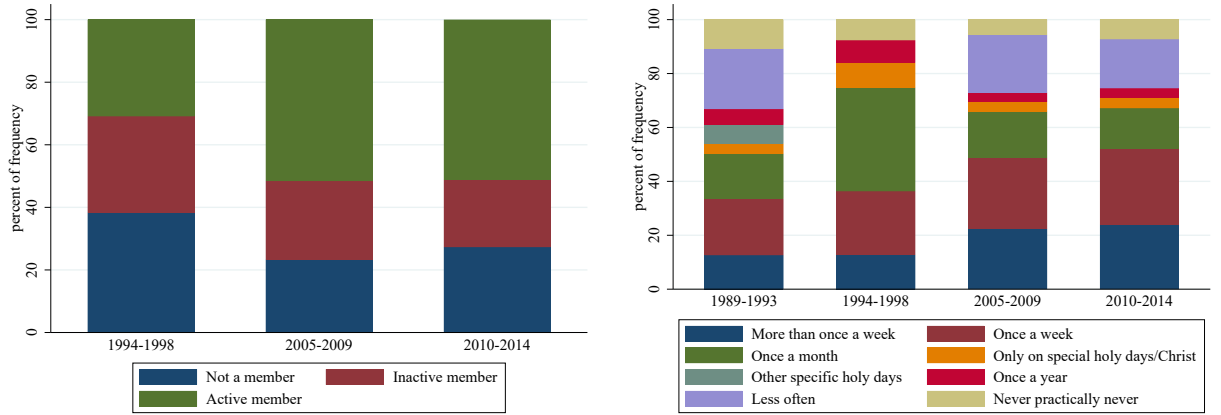 percent of frequency
100
80
60
40
20
0
1994-1998 2005-2009 2010-2014
Not a member Inactive member
Active member
percent of frequency
100
80
60
40
20
0
1989-1993 1994-1998 2005-2009 2010-2014
More than once a week Once a week
Once a month Only on special holy days/Christ
Other specific holy days Once a year
Less often Never practically never